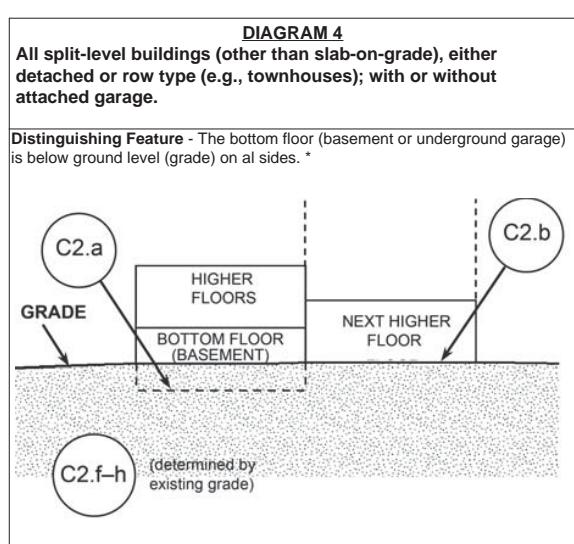 DIAGRAM 4
All split-level buildings (other than slab-on-grade), either
detached or row type (e.g., townhouses); with or without
attached garage.
Distinguishing Feature - The bottom floor (basement or underground garage)
is below ground level (grade) on al sides. *
C2.a
C2.b
HIGHER
FLOORS
GRADE
NEXT HIGHER
FLOOR
BOTTOM FLOOR
(BASEMENT)
C2.f–h
(determined by
existing grade)